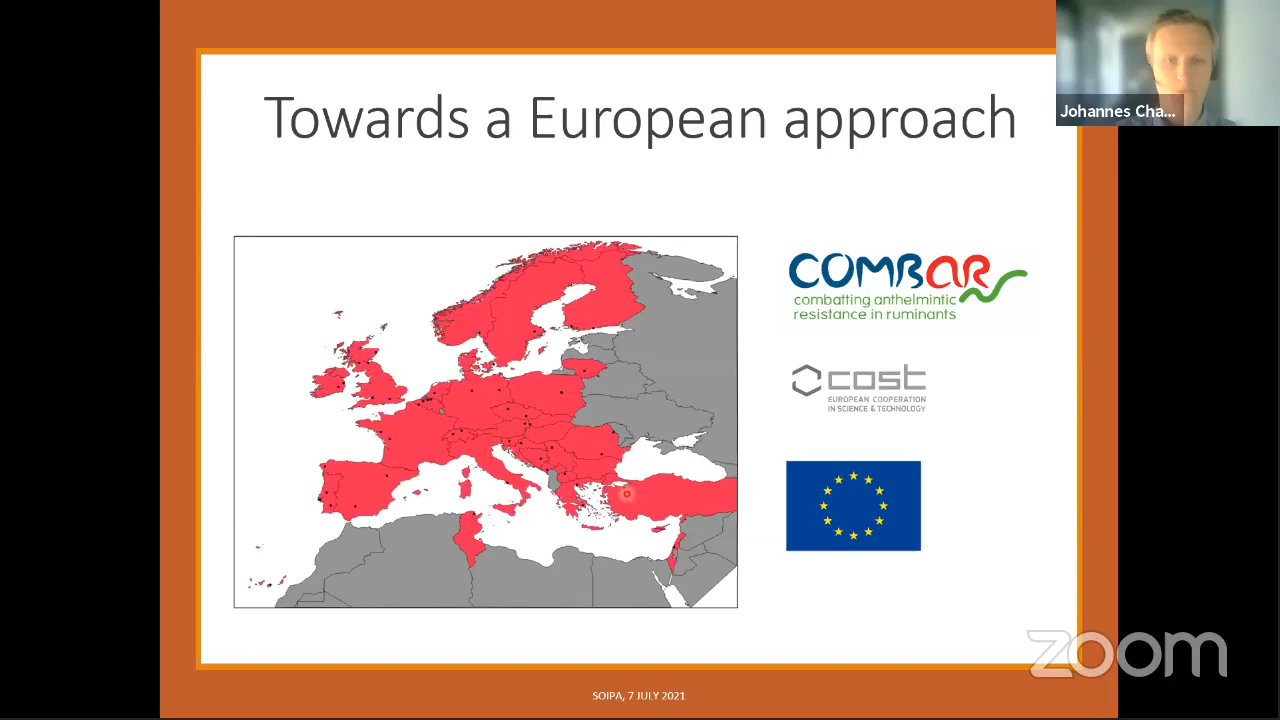 Towards a European approach
Johannes Cha...
COMBAR
combatting anthelmintic
resistance in ruminants
cost
EUROPEAN COOPERATION
IN SCIENCE & TECHNOLOGY
zoom
SOIPA, 7 JULY 2021